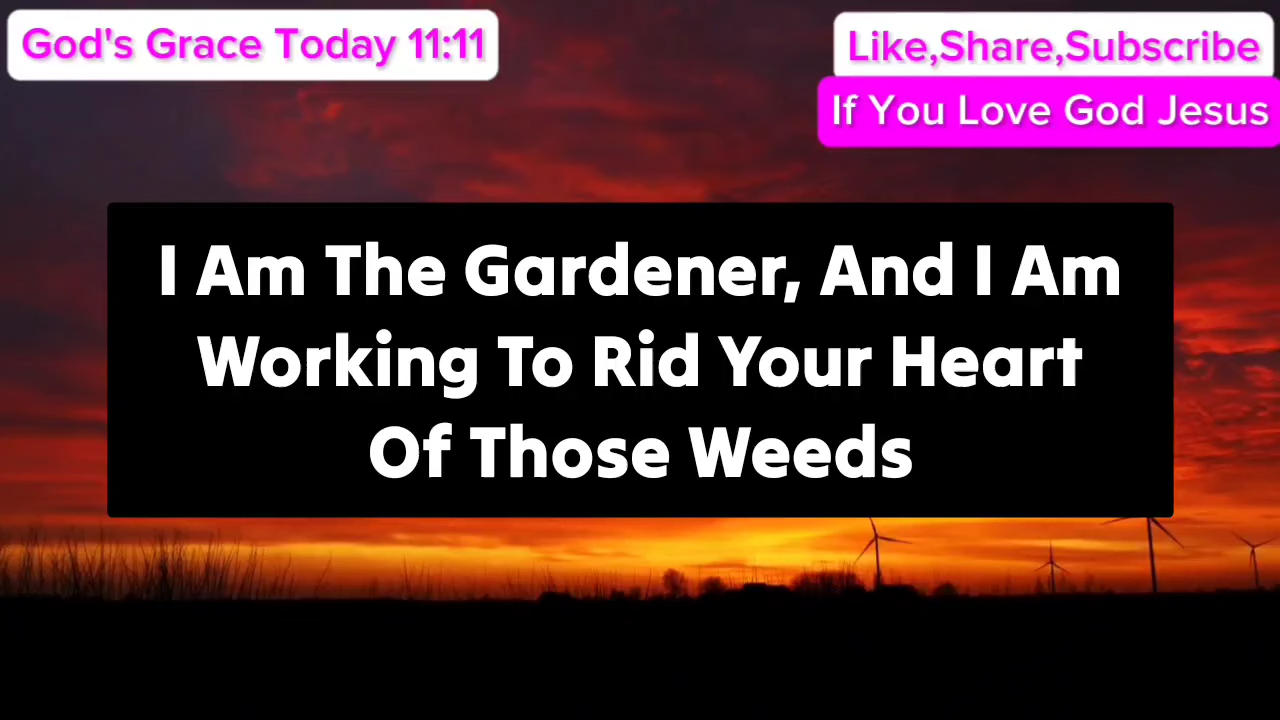 God's Grace Today 11:11
Like,Share,Subscribe
If You Love God Jesus
I Am The Gardener, And I Am
Working To Rid Your Heart
Of Those Weeds